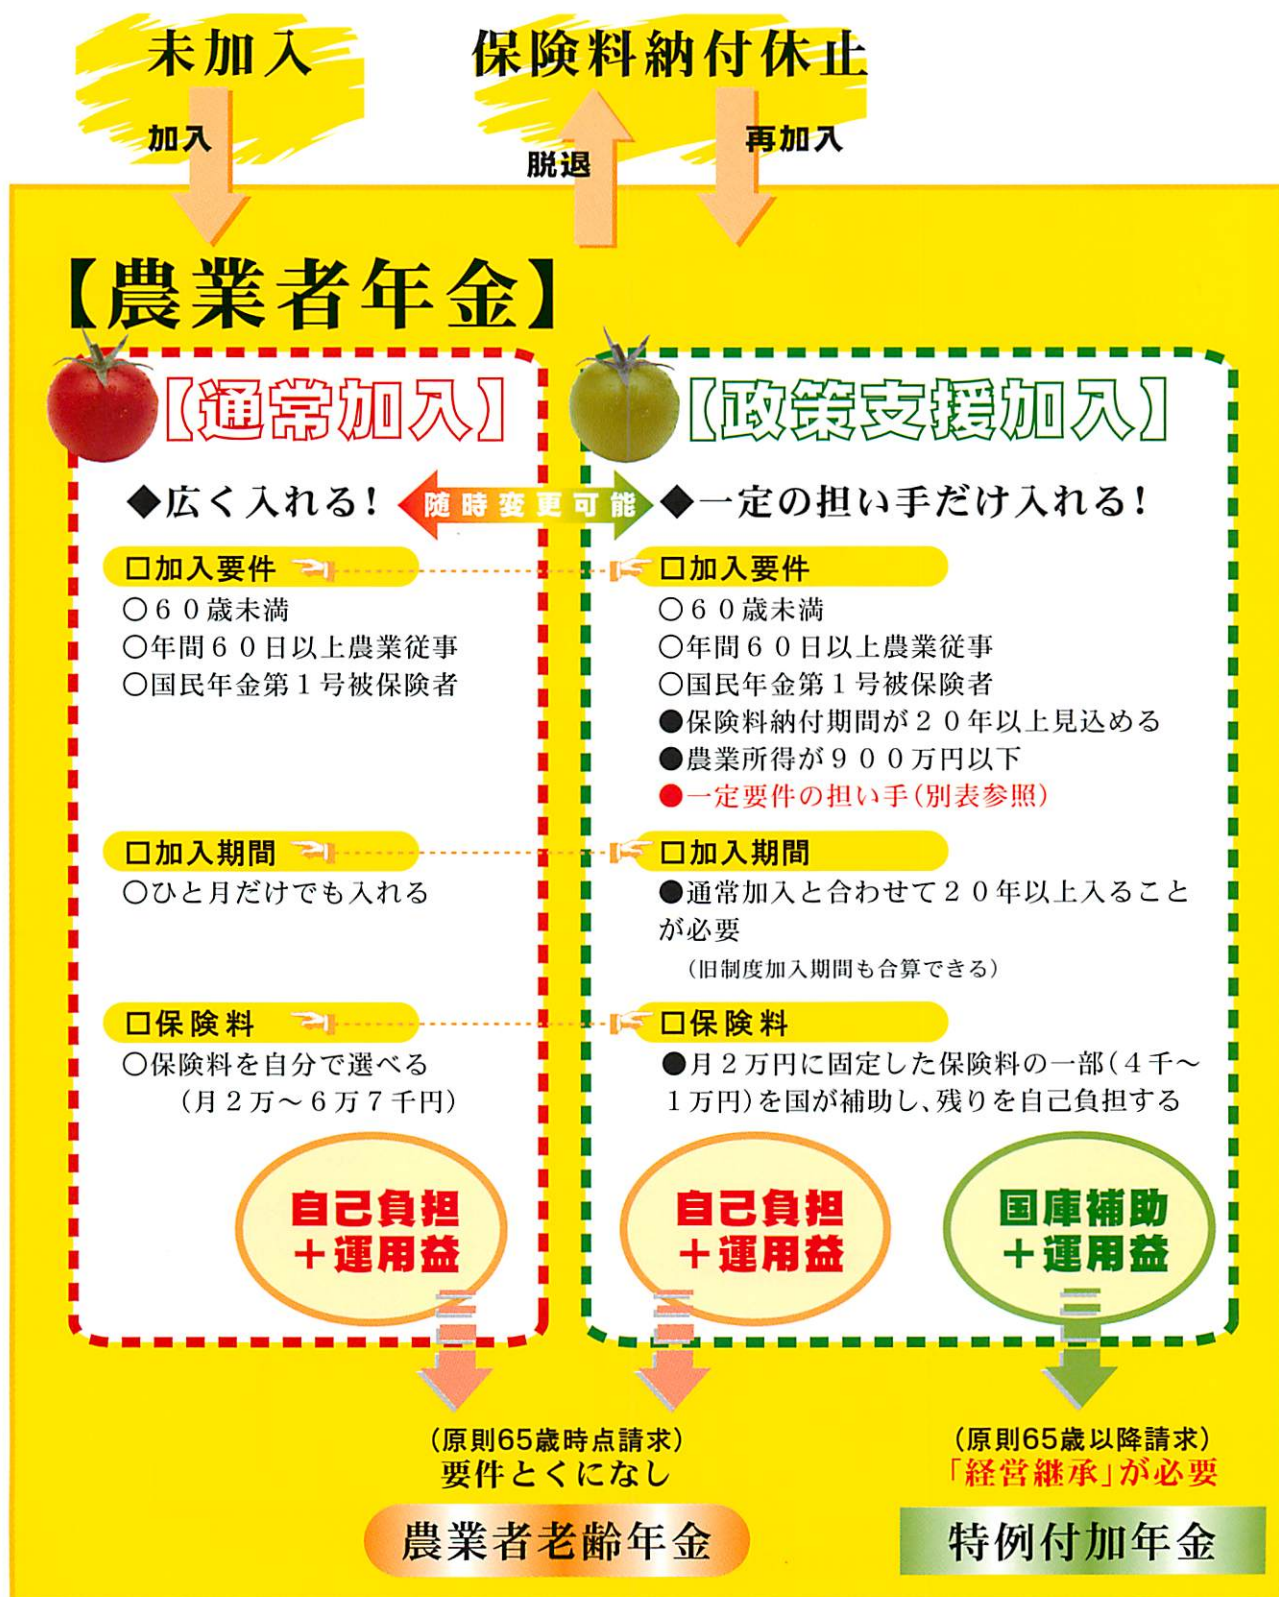 未加入
保険料納付休止
加入
脱退
再加入
【農業者年金】
【通常加入】
◆広く入れる！
随時変更可能
□加入要件
○６０歳未満
○年間６０日以上農業従事
○国民年金第１号被保険者
□加入期間
○ひと月だけでも入れる
□保険料
○保険料を自分で選べる
（月２万～６万７千円）
自己負担
＋運用益
【政策支援加入】
◆一定の担い手だけ入れる！
□加入要件
○６０歳未満
○年間６０日以上農業従事
○国民年金第１号被保険者
●保険料納付期間が２０年以上見込める
●農業所得が９００万円以下
●一定要件の担い手（別表参照）
□加入期間
●通常加入と合わせて２０年以上入ること
が必要
（旧制度加入期間も合算できる）
□保険料
●月２万円に固定した保険料の一部（４千～
１万円）を国が補助し、残りを自己負担する
自己負担
＋運用益
国庫補助
＋運用益
（原則65歳時点請求）
要件とくになし
農業者老齢年金
（原則65歳以降請求）
「経営継承」が必要
特例付加年金